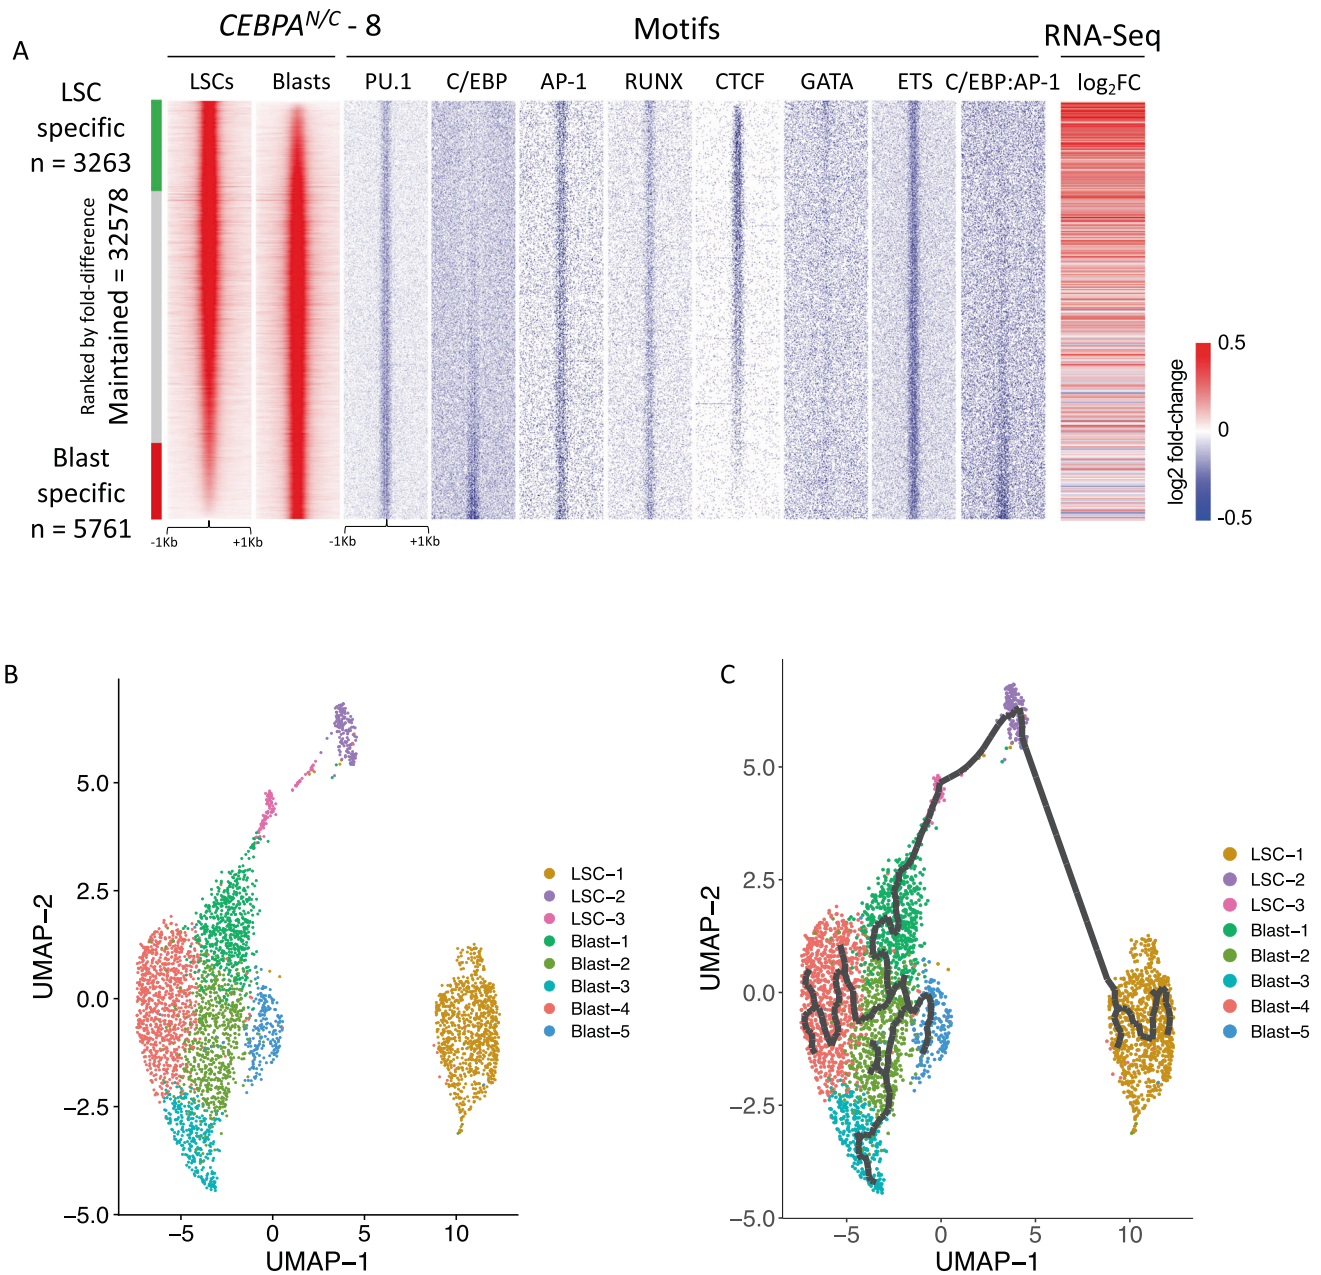 A
CEBPA^N/C - 8
Motifs
RNA-Seq
LSCs
Blasts
PU.1
C/EBP
AP-1
RUNX
CTCF
GATA
ETS
C/EBP:AP-1
log₂FC
LSC
specific
n = 3263
Ranked by fold-difference
Maintained = 32578
Blast
specific
n = 5761
-1Kb
+1Kb
-1Kb
+1Kb
0.5
0
-0.5
log2 fold-change
B
5.0
2.5
0.0
−2.5
−5.0
UMAP−2
−5
0
5
10
UMAP−1
LSC−1
LSC−2
LSC−3
Blast−1
Blast−2
Blast−3
Blast−4
Blast−5
C
5.0
2.5
0.0
−2.5
−5.0
UMAP−2
−5
0
5
10
UMAP−1
LSC−1
LSC−2
LSC−3
Blast−1
Blast−2
Blast−3
Blast−4
Blast−5